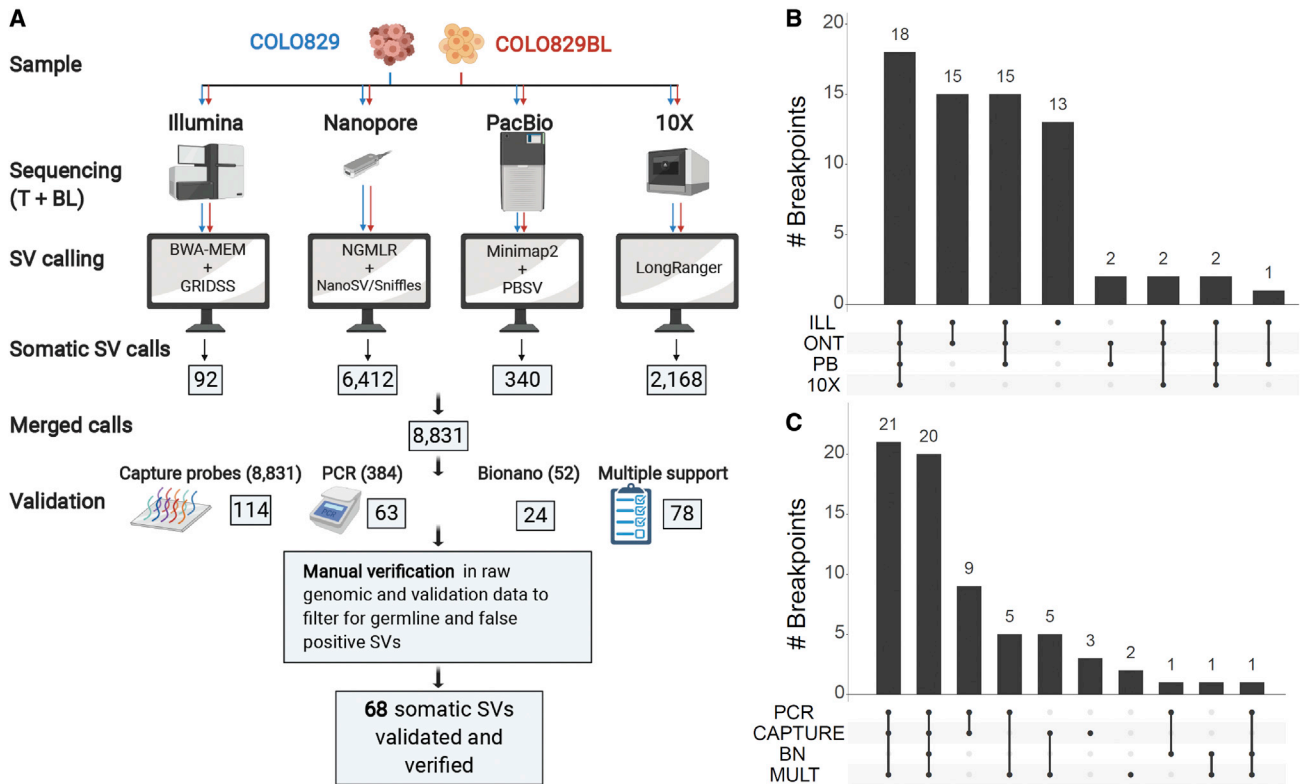 A
COLO829
COLO829BL
Sample
Illumina
Nanopore
PacBio
10X
Sequencing
(T + BL)
SV calling
BWA-MEM
+
GRIDSS
NGMLR
+
NanoSV/Sniffles
Minimap2
+
PBSV
LongRanger
Somatic SV calls
92
6,412
340
2,168
Merged calls
8,831
Validation
Capture probes (8,831)
114
PCR (384)
63
Bionano (52)
24
Multiple support
78
Manual verification in raw
genomic and validation data to
filter for germline and false
positive SVs
68 somatic SVs
validated and
verified
B
# Breakpoints
20
15
10
5
0
18
15
15
13
2
2
2
1
ILL
ONT
PB
10X
C
# Breakpoints
20
15
10
5
0
21
20
9
5
5
3
2
1
1
1
PCR
CAPTURE
BN
MULT